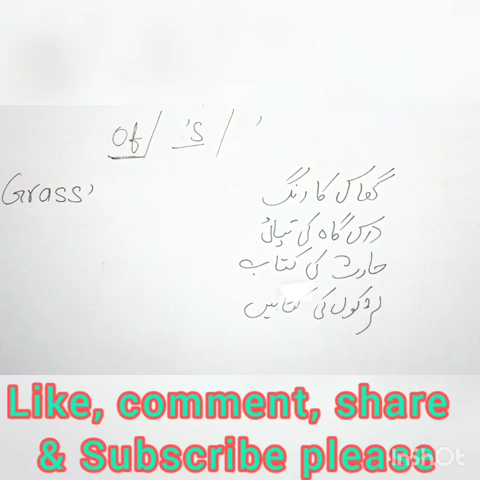 of / 's / '
Grass'
گھاس کا رنگ
درس گاہ کی تپائی
حارث کی کتاب
لڑکوں کی کتابیں
Like, comment, share
& Subscribe please
InShOt